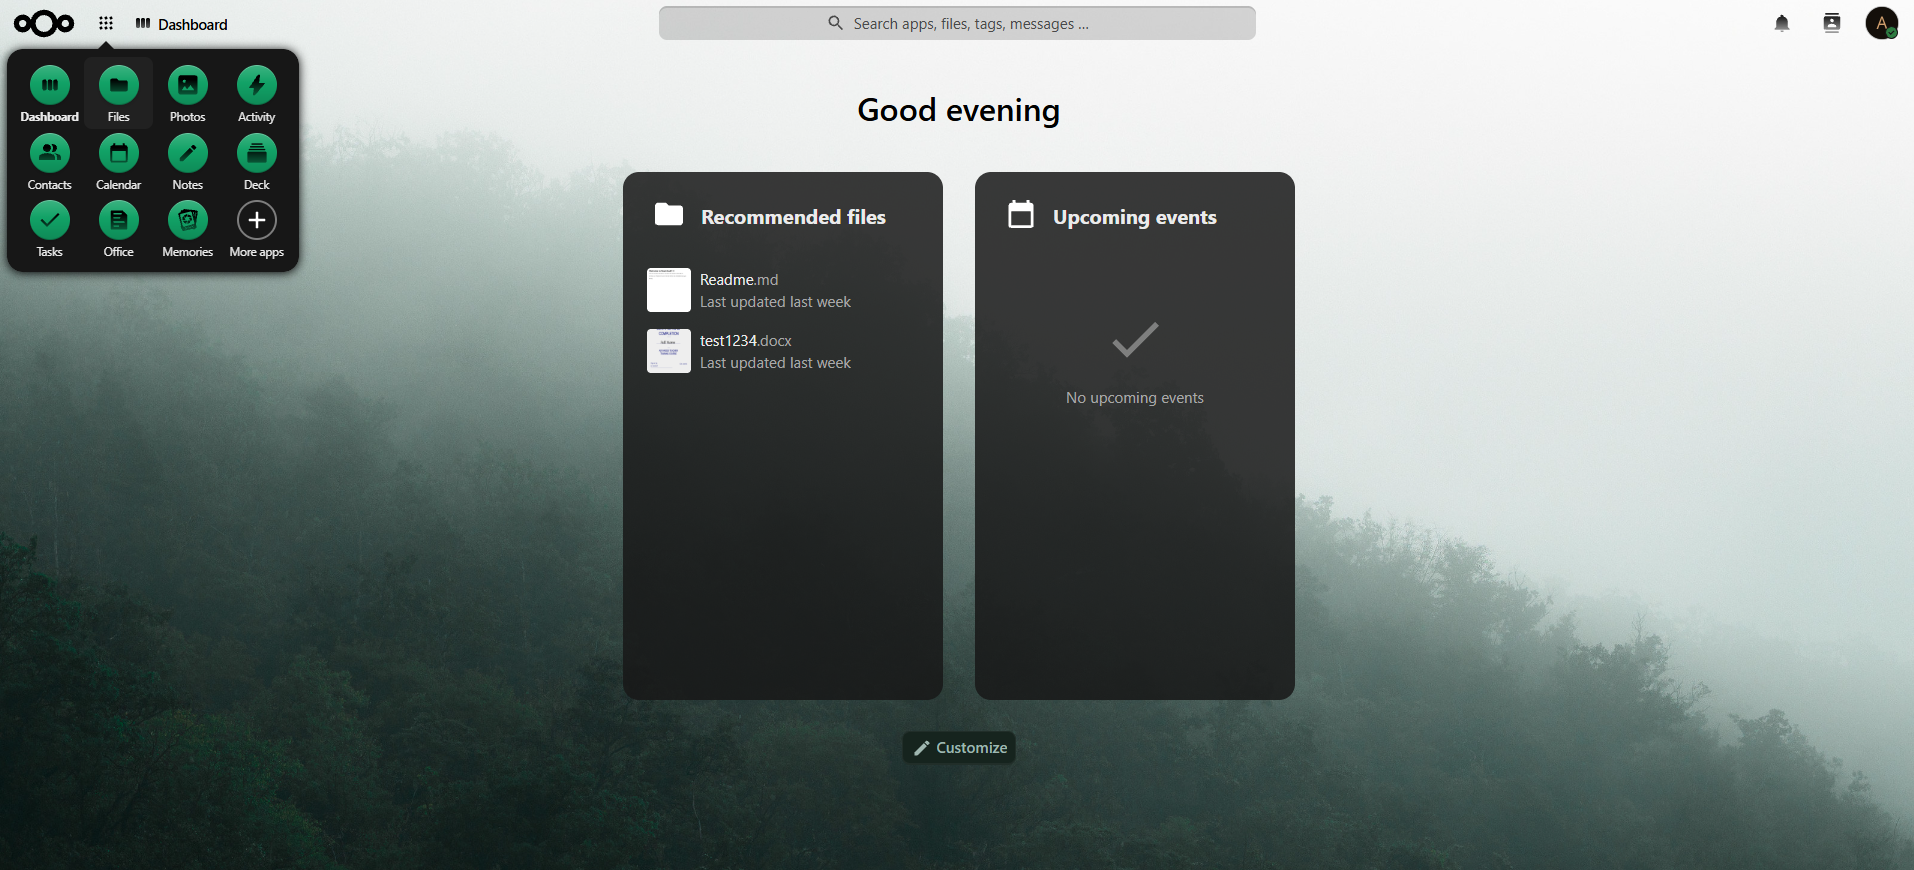 Dashboard
Search apps, files, tags, messages ...
A
Dashboard
Files
Photos
Activity
Contacts
Calendar
Notes
Deck
Tasks
Office
Memories
More apps
Good evening
Recommended files
Readme.md
Last updated last week
COMPLETION
test1234.docx
Last updated last week
Upcoming events
No upcoming events
Customize